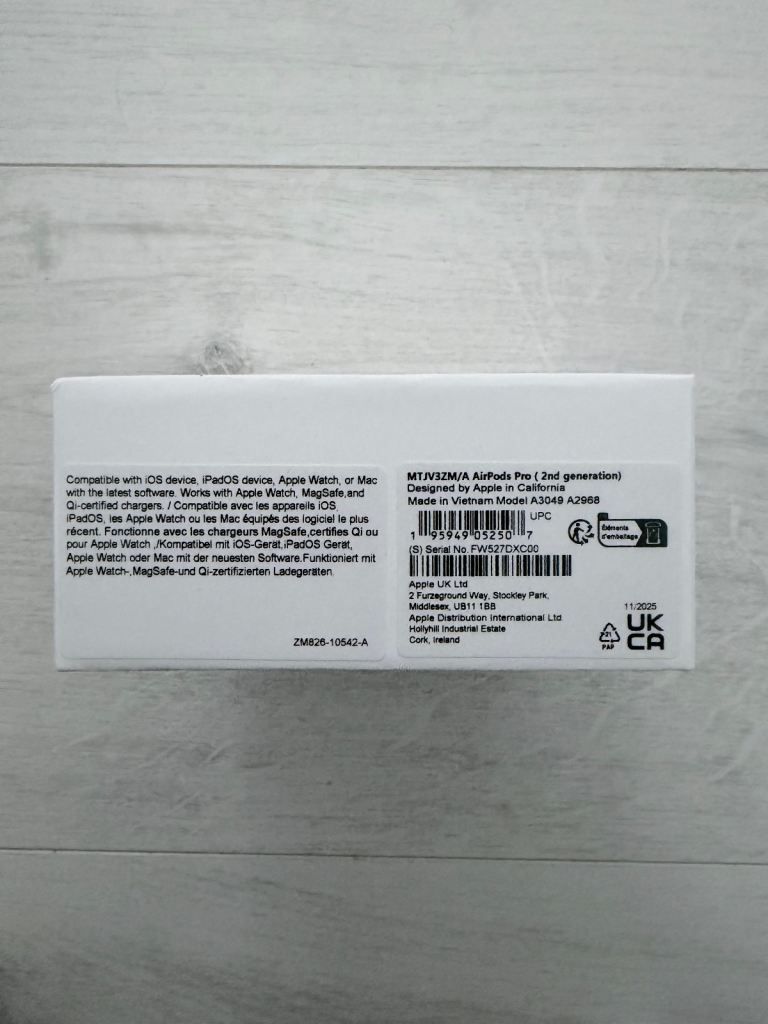 Compatible with iOS device, iPadOS device, Apple Watch, or Mac
with the latest software. Works with Apple Watch, MagSafe,and
Qi-certified chargers. / Compatible avec les appareils iOS,
iPadOS, les Apple Watch ou les Mac équipés des logiciel le plus
récent. Fonctionne avec les chargeurs MagSafe,certifies Qi ou
pour Apple Watch ,/Kompatibel mit iOS-Gerät,iPadOS Gerät,
Apple Watch oder Mac mit der neuesten Software.Funktioniert mit
Apple Watch-,MagSafe-und Qi-zertifizierten Ladegeräten.
ZM826-10542-A
MTJV3ZM/A AirPods Pro ( 2nd generation)
Designed by Apple in California
Made in Vietnam Model A3049 A2968
UPC
1 95949 05250 7
Éléments
d'emballage
(S) Serial No. FW527DXC00
Apple UK Ltd
2 Furzeground Way, Stockley Park,
Middlesex, UB11 1BB
Apple Distribution International Ltd
Hollyhill Industrial Estate
Cork, Ireland
11/2025
21
PAP
UK
CA